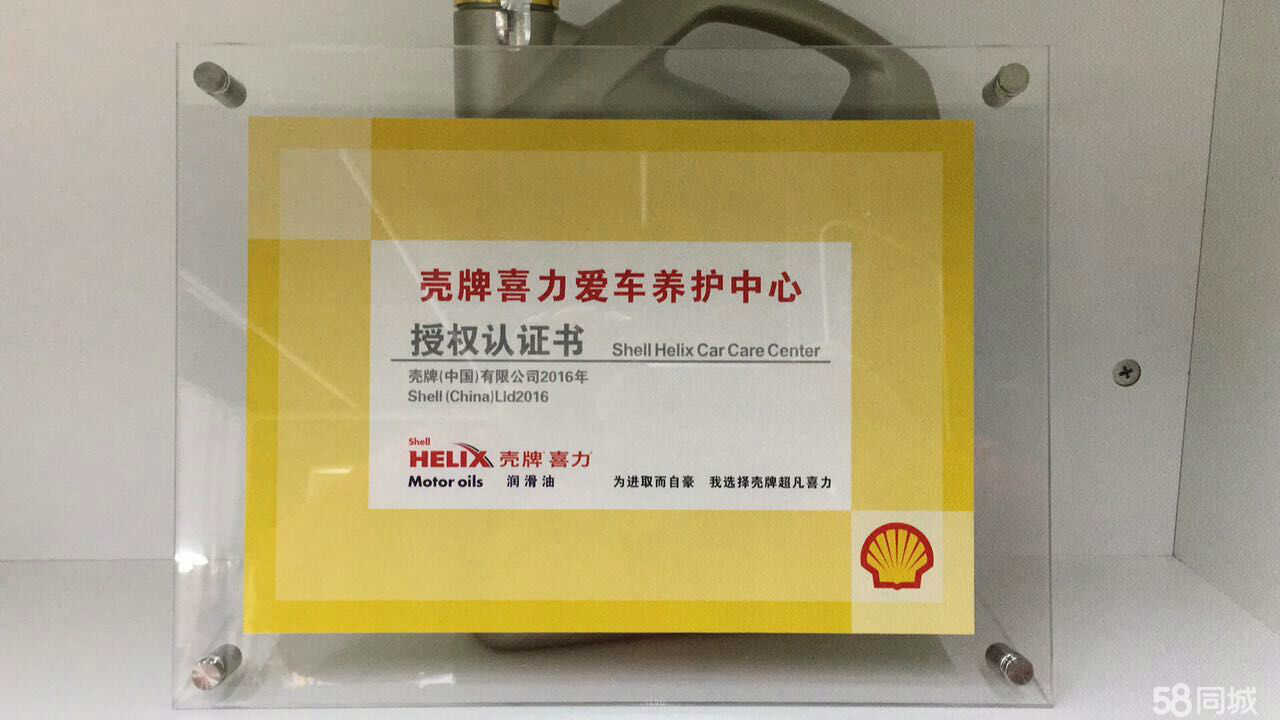 壳牌喜力爱车养护中心
授权认证书 Shell Helix Car Care Center
壳牌(中国)有限公司2016年
Shell (China)Lid2016
Shell
HELIX 壳牌 喜力
Motor oils 润滑油 为进取而自豪 我选择壳牌超凡喜力
58同城